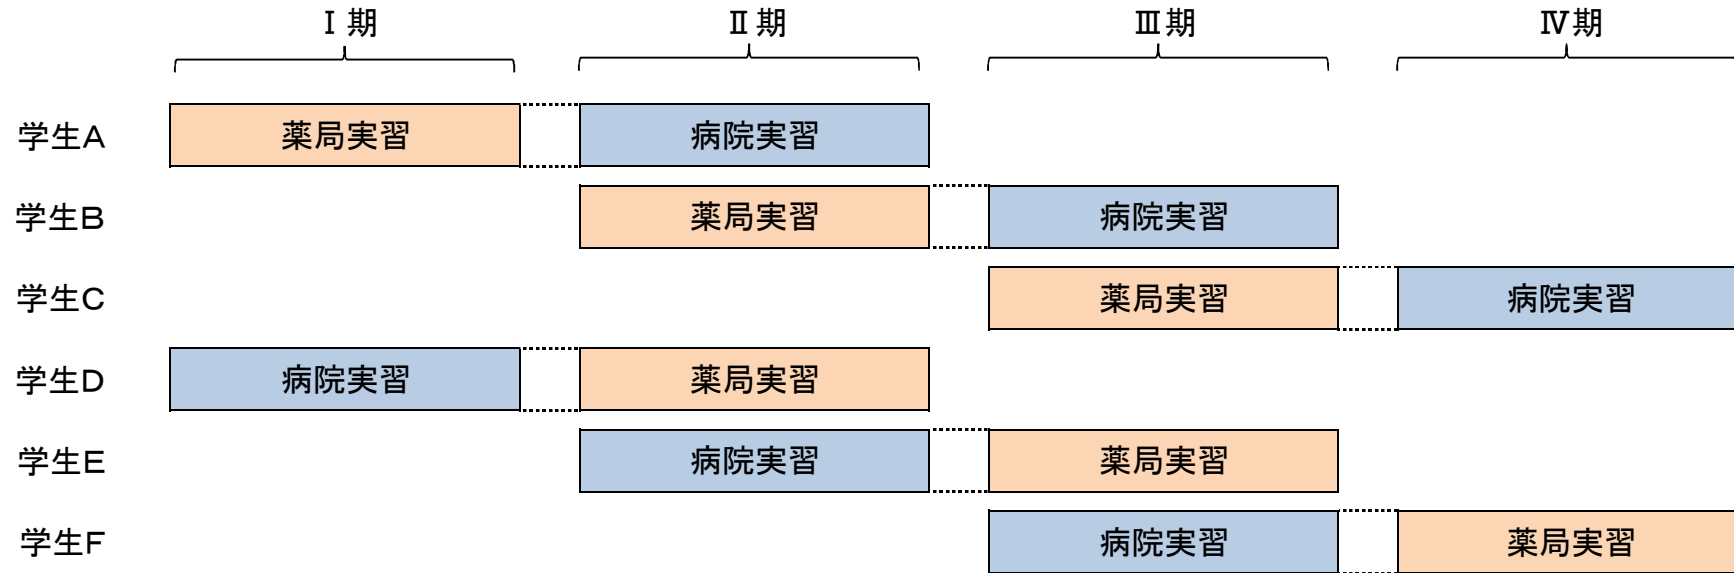 Ⅰ期 Ⅱ期 Ⅲ期 Ⅳ期
学生A 薬局実習 病院実習
学生B 薬局実習 病院実習
学生C 薬局実習 病院実習
学生D 病院実習 薬局実習
学生E 病院実習 薬局実習
学生F 病院実習 薬局実習